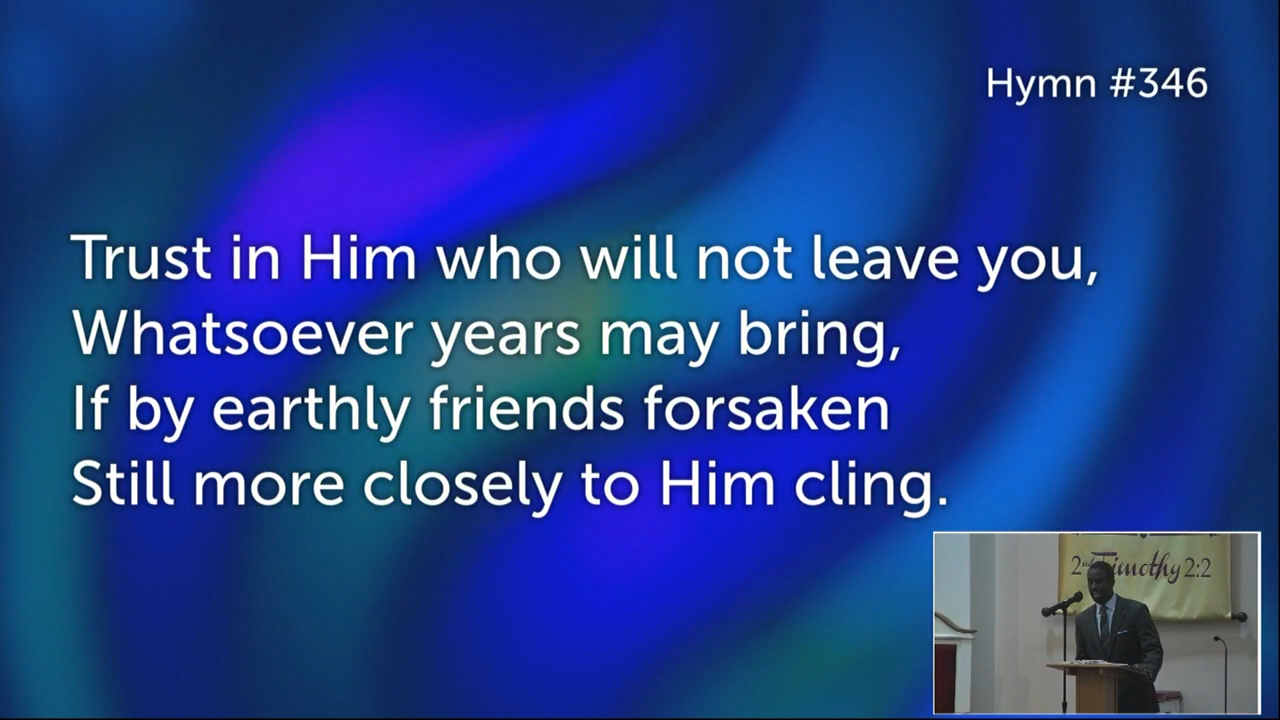 Hymn #346
Trust in Him who will not leave you,
Whatsoever years may bring,
If by earthly friends forsaken
Still more closely to Him cling.
2nd Timothy 2:2